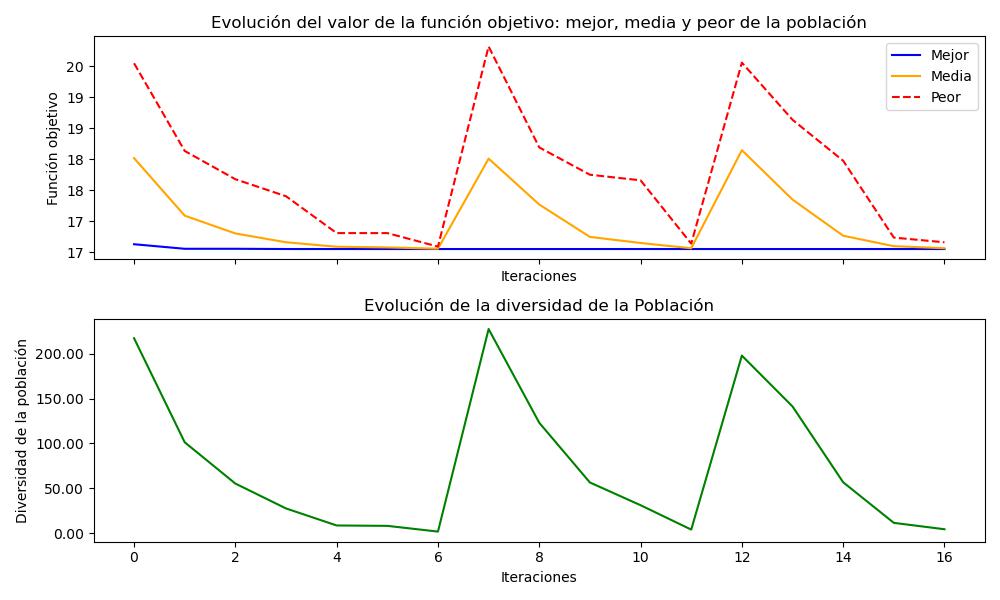 Evolución del valor de la función objetivo: mejor, media y peor de la población
Función objetivo
20
19
19
18
18
17
17
Mejor
Media
Peor
Iteraciones
Evolución de la diversidad de la Población
Diversidad de la población
200.00
150.00
100.00
50.00
0.00
0 2 4 6 8 10 12 14 16
Iteraciones